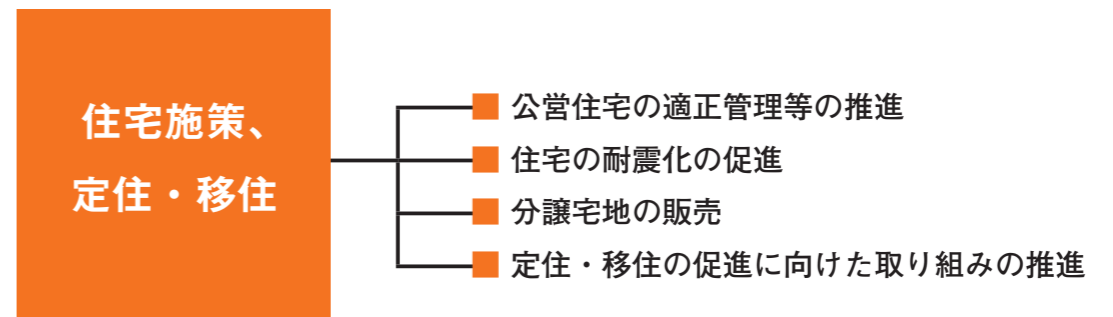 住宅施策、
定住・移住
公営住宅の適正管理等の推進
住宅の耐震化の促進
分譲宅地の販売
定住・移住の促進に向けた取り組みの推進